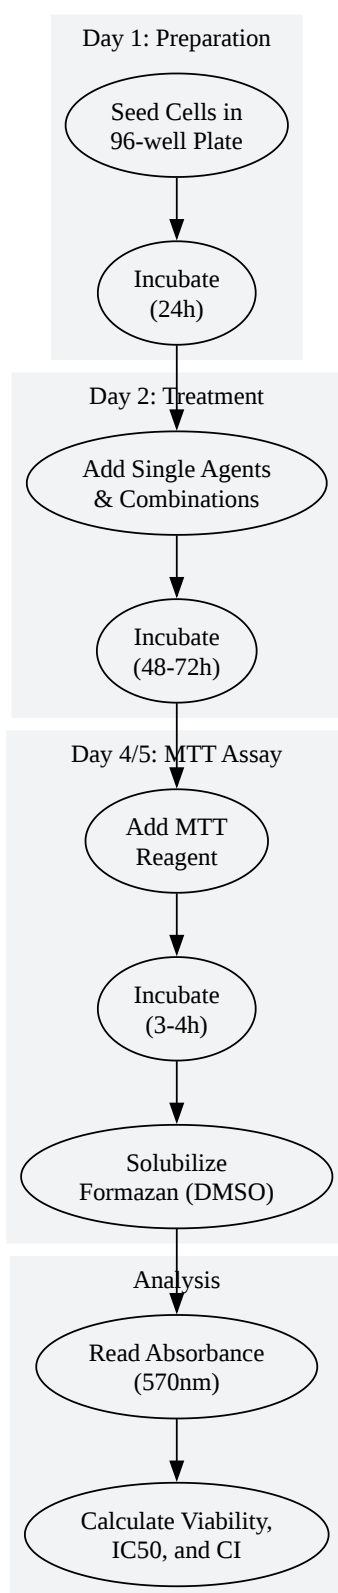 Day 1: Preparation
Seed Cells in
96-well Plate
Incubate
(24h)
Day 2: Treatment
Add Single Agents
& Combinations
Incubate
(48-72h)
Day 4/5: MTT Assay
Add MTT
Reagent
Incubate
(3-4h)
Solubilize
Formazan (DMSO)
Analysis
Read Absorbance
(570nm)
Calculate Viability,
IC50, and CI